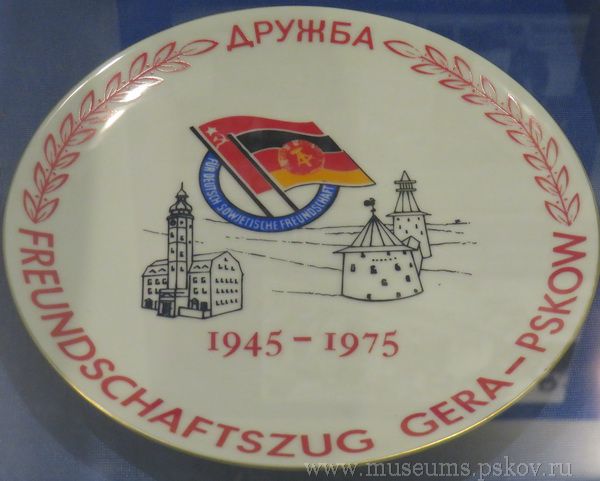 ДРУЖБА
FÜR DEUTSCH SOWJETISCHE FREUNDSCHAFT
1945-1975
FREUNDSCHAFTSZUG GERA-PSKOW
www.museums.pskov.ru